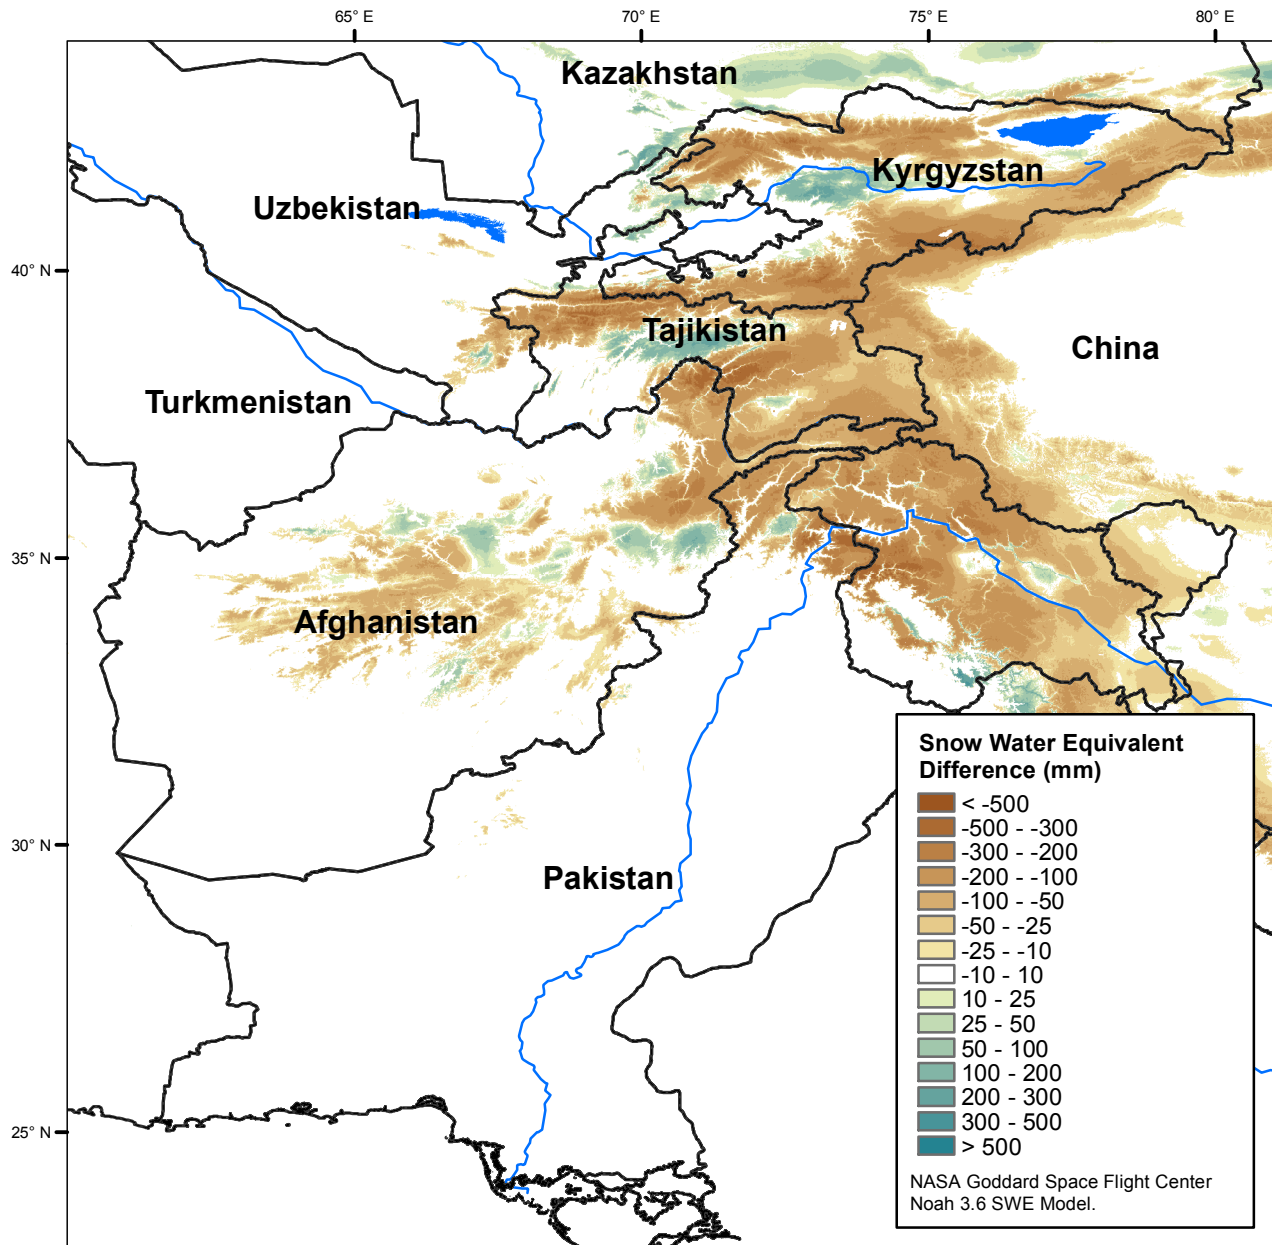 65° E
70° E
75° E
80° E
Kazakhstan
Kyrgyzstan
Uzbekistan
40° N
Tajikistan
China
Turkmenistan
35° N
Afghanistan
30° N
Pakistan
25° N
Snow Water Equivalent
Difference (mm)
< -500
-500 - -300
-300 - -200
-200 - -100
-100 - -50
-50 - -25
-25 - -10
-10 - 10
10 - 25
25 - 50
50 - 100
100 - 200
200 - 300
300 - 500
> 500
NASA Goddard Space Flight Center
Noah 3.6 SWE Model.